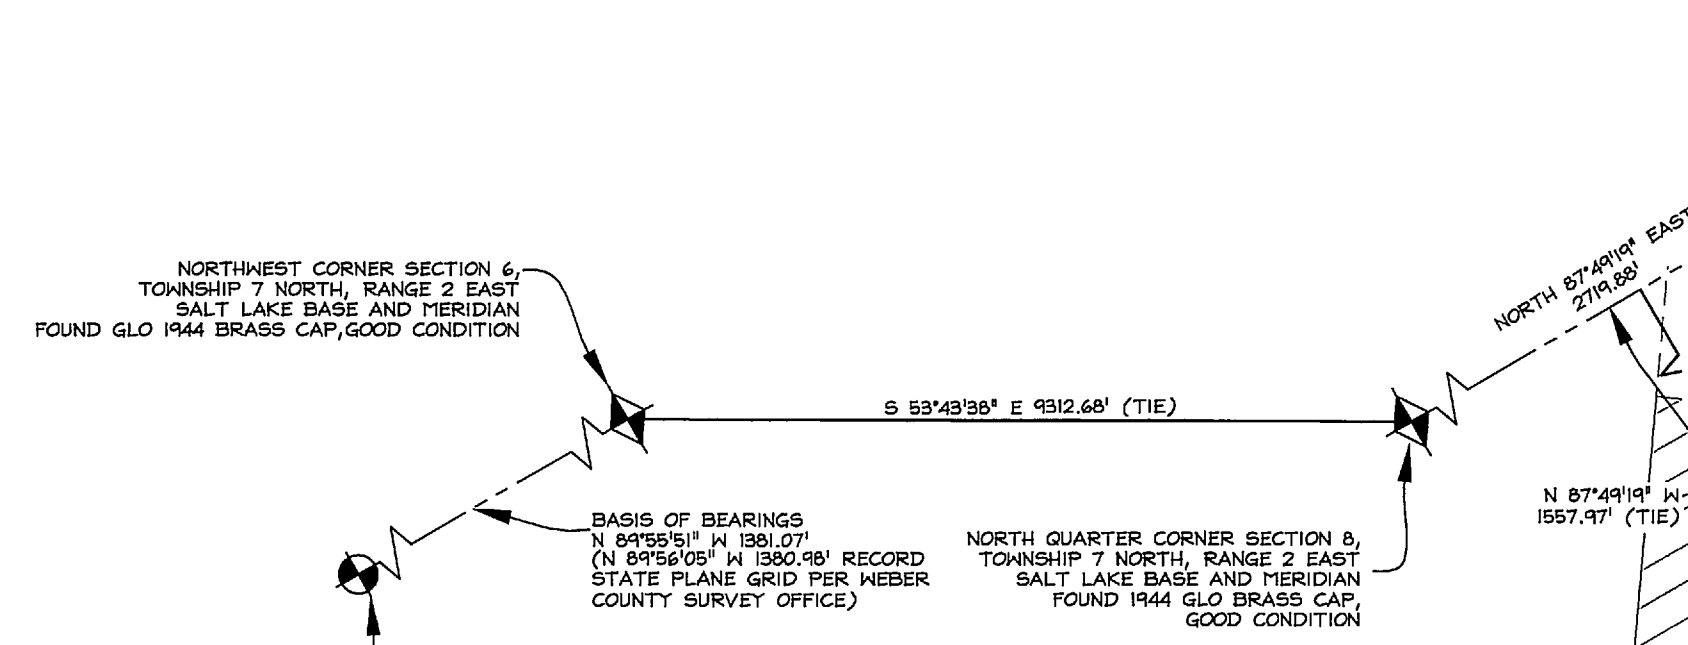 NORTHWEST CORNER SECTION 6,
TOWNSHIP 7 NORTH, RANGE 2 EAST
SALT LAKE BASE AND MERIDIAN
FOUND GLO 1944 BRASS CAP,GOOD CONDITION
S 53°43'38" E 9312.68' (TIE)
NORTH 87°49'19" EAST
2719.88'
N 87°49'19" W
1557.97' (TIE)
BASIS OF BEARINGS
N 89°55'51" W 1381.07'
(N 89°56'05" W 1380.98' RECORD
STATE PLANE GRID PER WEBER
COUNTY SURVEY OFFICE)
NORTH QUARTER CORNER SECTION 8,
TOWNSHIP 7 NORTH, RANGE 2 EAST
SALT LAKE BASE AND MERIDIAN
FOUND 1944 GLO BRASS CAP,
GOOD CONDITION